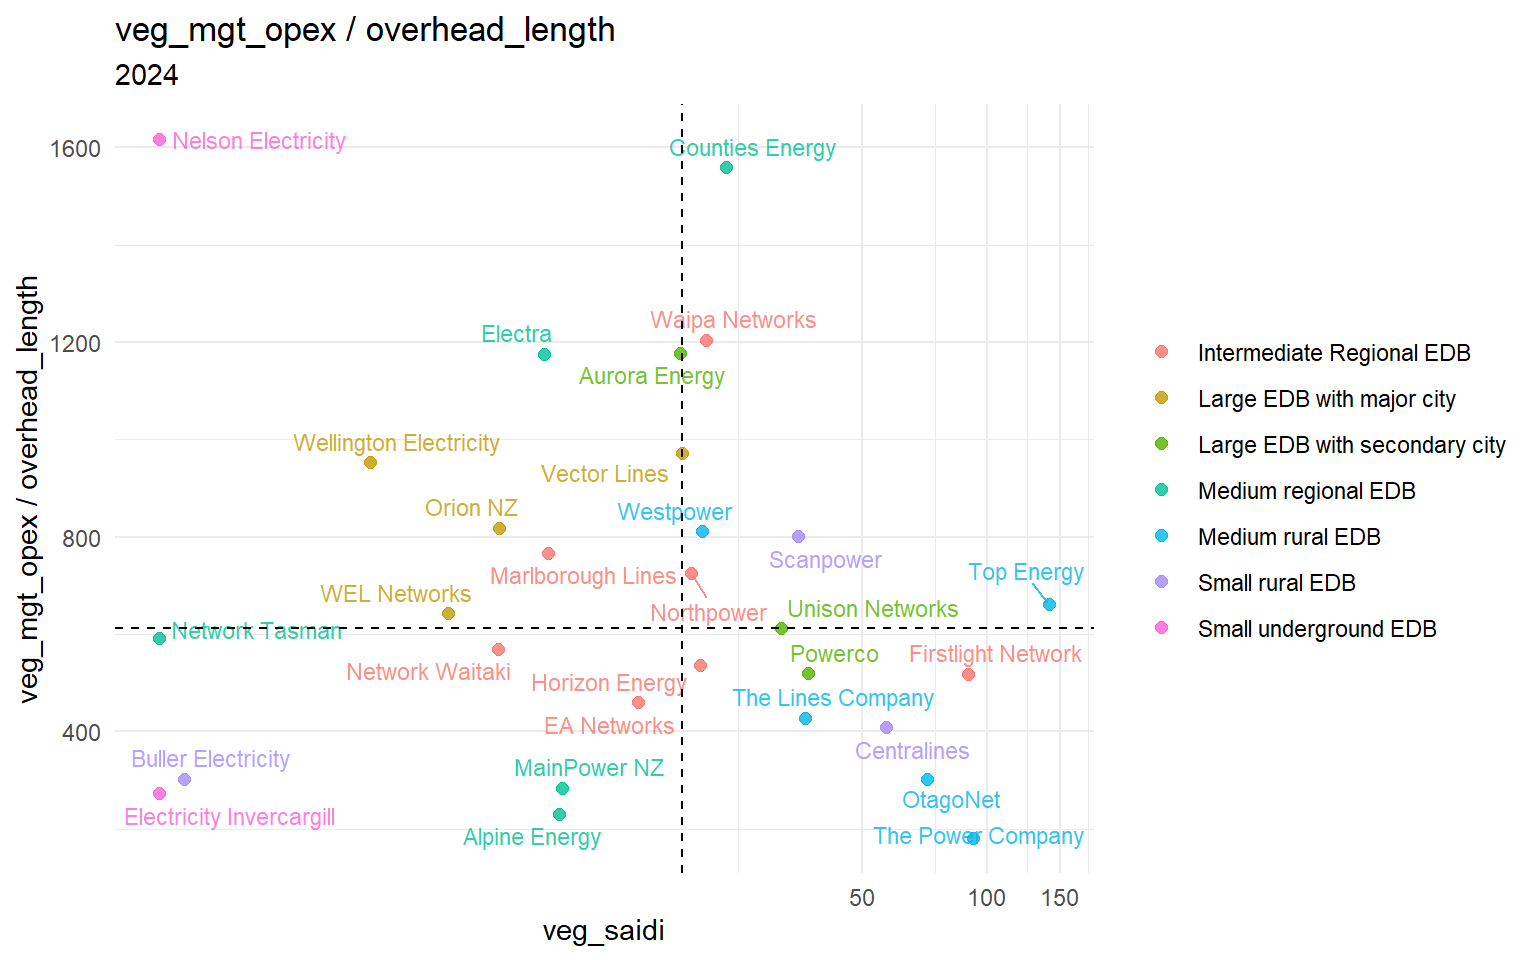 veg_mgt_opex / overhead_length
2024
veg_mgt_opex / overhead_length
1600
1200
800
400
Nelson Electricity
Counties Energy
Waipa Networks
Electra
Aurora Energy
Wellington Electricity
Vector Lines
Orion NZ
Westpower
Scanpower
Marlborough Lines
Top Energy
WEL Networks
Northpower
Unison Networks
Network Tasman
Powerco
Firstlight Network
Network Waitaki
Horizon Energy
The Lines Company
EA Networks
Centralines
Buller Electricity
MainPower NZ
OtagoNet
Electricity Invercargill
Alpine Energy
The Power Company
50
100
150
veg_saidi
Intermediate Regional EDB
Large EDB with major city
Large EDB with secondary city
Medium regional EDB
Medium rural EDB
Small rural EDB
Small underground EDB